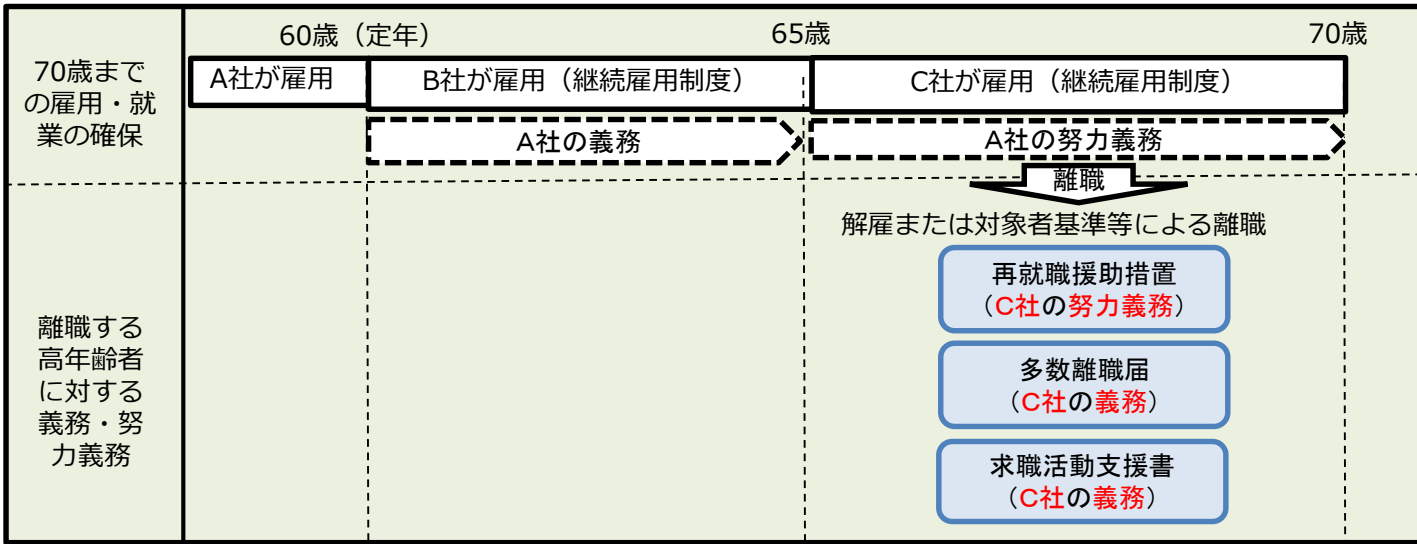 60歳（定年）
65歳
70歳
70歳まで
の雇用・就
業の確保
A社が雇用
B社が雇用（継続雇用制度）
C社が雇用（継続雇用制度）
A社の義務
A社の努力義務
離職
解雇または対象者基準等による離職
離職する
高年齢者
に対する
義務・努
力義務
再就職援助措置
（C社の努力義務）
多数離職届
（C社の義務）
求職活動支援書
（C社の義務）